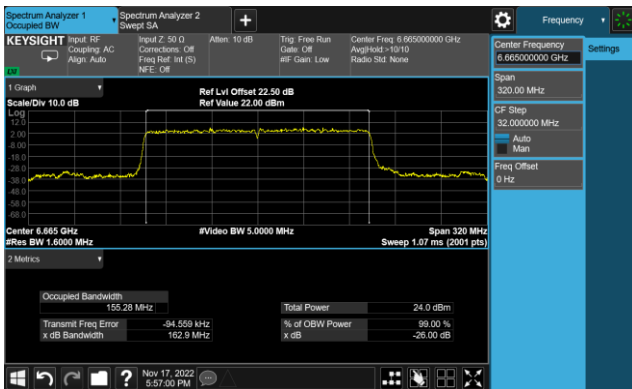 Spectrum Analyzer 1
Occupied BW
Spectrum Analyzer 2
Swept SA
Frequency
KEYSIGHT
Input: RF
Coupling: AC
Align: Auto
Input Z: 50 Ω
Corrections: Off
Freq Ref: Int (S)
NFE: Off
Atten: 10 dB
Trig: Free Run
Gate: Off
#IF Gain: Low
Center Freq: 6.665000000 GHz
Avg|Hold:>10/10
Radio Std: None
Center Frequency
6.665000000 GHz
Settings
Span
320.00 MHz
CF Step
32.000000 MHz
Auto
Man
Freq Offset
0 Hz
1 Graph
Scale/Div 10.0 dB
Ref Lvl Offset 22.50 dB
Ref Value 22.00 dBm
Log
12.0
2.00
-8.00
-18.0
-28.0
-38.0
-48.0
-58.0
-68.0
Center 6.665 GHz
#Res BW 1.6000 MHz
#Video BW 5.0000 MHz
Span 320 MHz
Sweep 1.07 ms (2001 pts)
2 Metrics
Occupied Bandwidth
155.28 MHz
Total Power 24.0 dBm
Transmit Freq Error -94.559 kHz
% of OBW Power 99.00 %
x dB Bandwidth 162.9 MHz
x dB -26.00 dB
?
Nov 17, 2022
5:57:00 PM